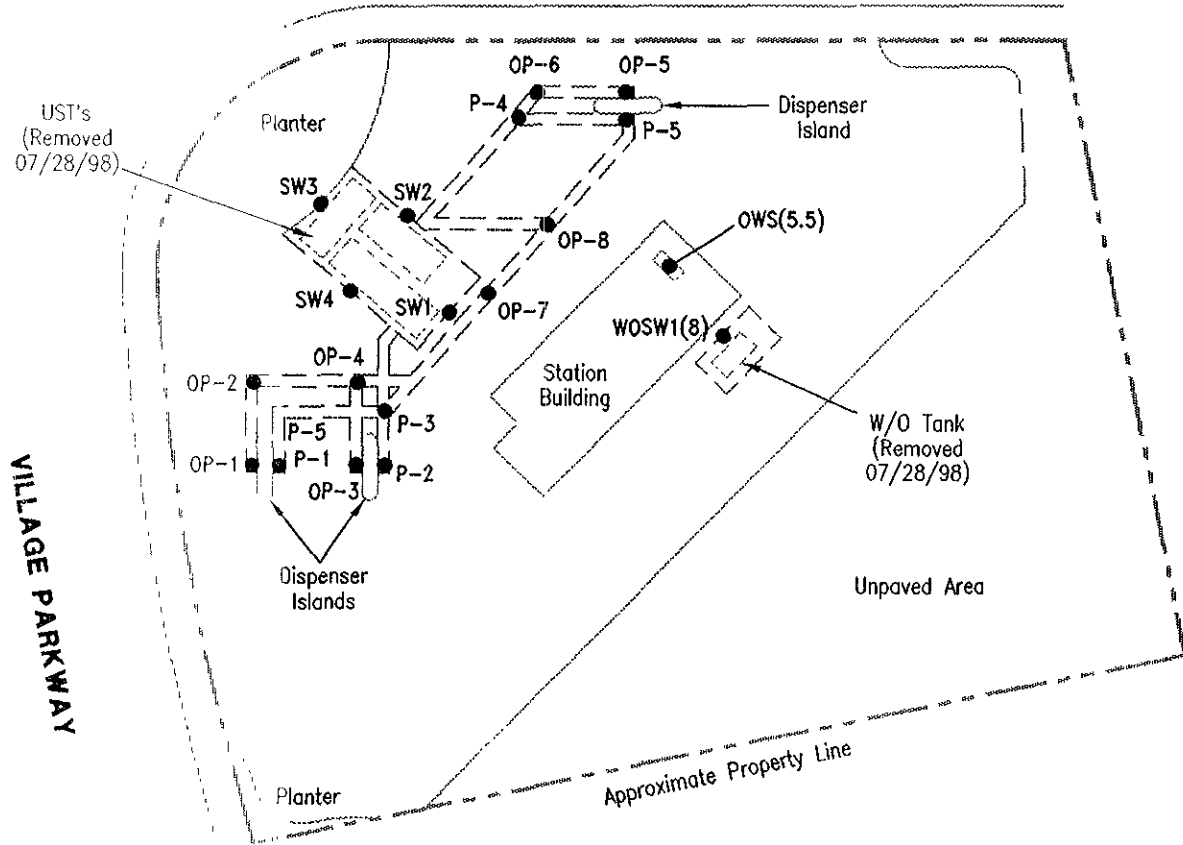 OP-6
OP-5
UST's
(Removed
07/28/98)
Planter
P-4
Dispenser
Island
P-5
SW3
SW2
OP-8
OWS(5.5)
SW4
SW1
OP-7
WOSW1(8)
OP-4
OP-2
Station
Building
P-3
W/O Tank
(Removed
07/28/98)
P-5
OP-1
P-1
P-2
OP-3
VILLAGE PARKWAY
Dispenser
Islands
Unpaved Area
Approximate Property Line
Planter